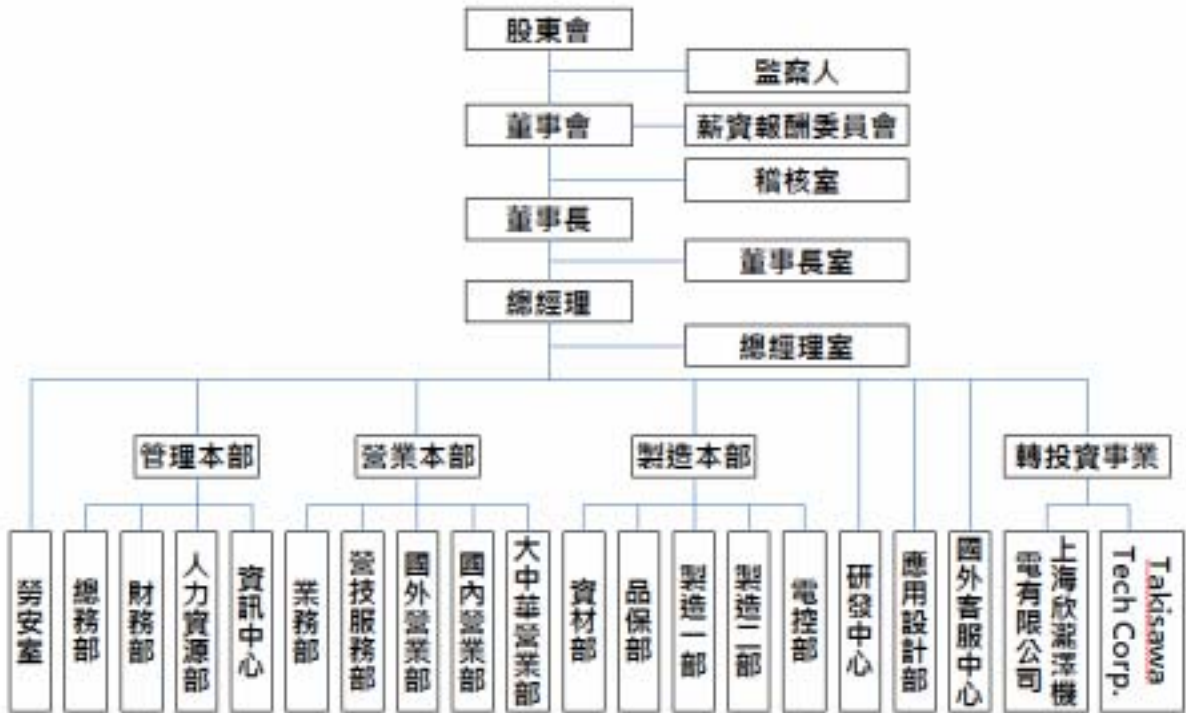 股東會
監察人
董事會
薪資報酬委員會
稽核室
董事長
董事長室
總經理
總經理室
管理本部
營業本部
製造本部
轉投資事業
勞安室
總務部
財務部
人力資源部
資訊中心
業務部
營技服務部
國外營業部
國內營業部
大中華營業部
資材部
品保部
製造一部
製造二部
電控部
研發中心
應用設計部
國外客服中心
上海欣瀧澤機
電有限公司
Takisawa
Tech Corp.